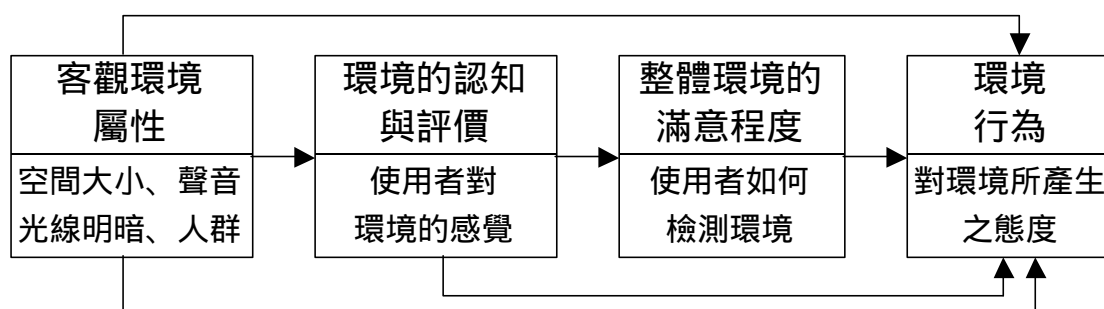 客觀環境
屬性
空間大小、聲音
光線明暗、人群
環境的認知
與評價
使用者對
環境的感覺
整體環境的
滿意程度
使用者如何
檢測環境
環境
行為
對環境所產生
之態度